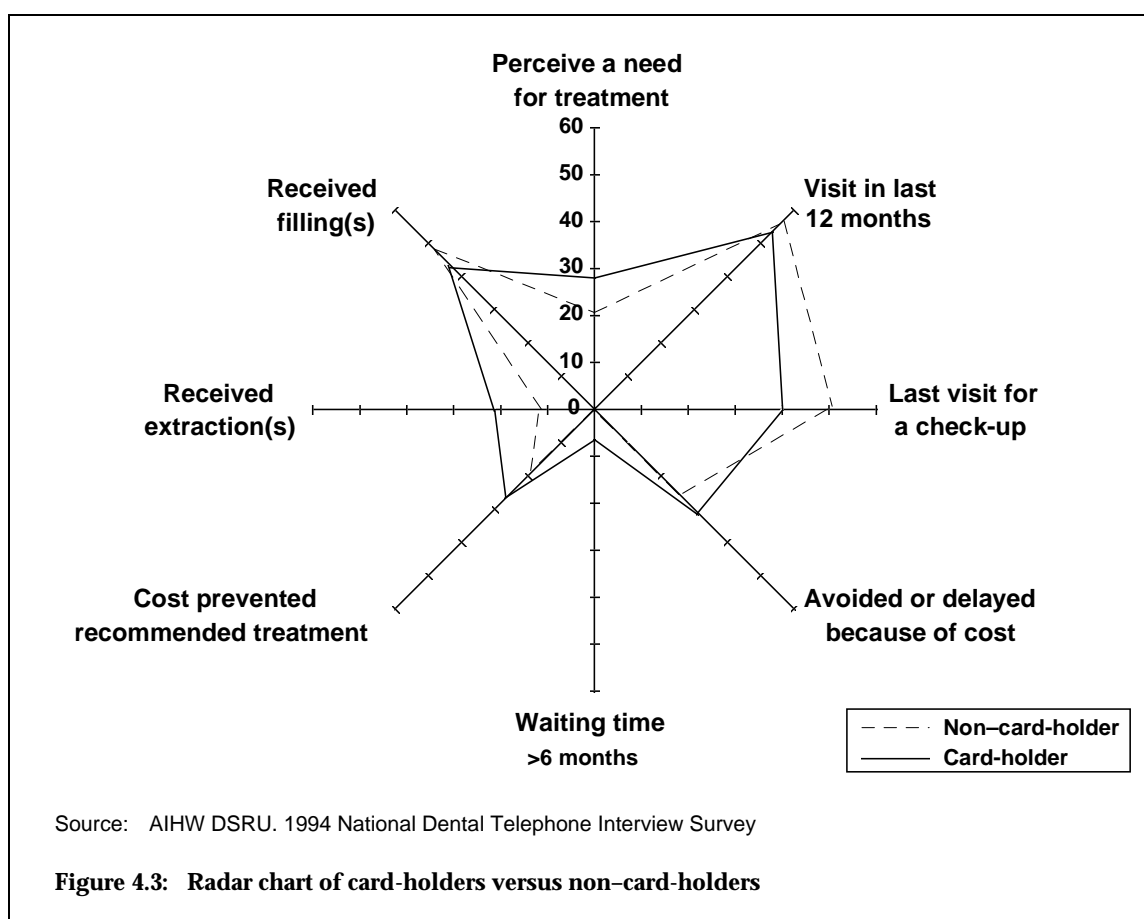 Perceive a need
for treatment
60
50
40
30
20
10
0
Visit in last
12 months
Last visit for
a check-up
Avoided or delayed
because of cost
Waiting time
>6 months
Cost prevented
recommended treatment
Received
extraction(s)
Received
filling(s)
Non–card-holder
Card-holder
Source: AIHW DSRU. 1994 National Dental Telephone Interview Survey
Figure 4.3: Radar chart of card-holders versus non–card-holders